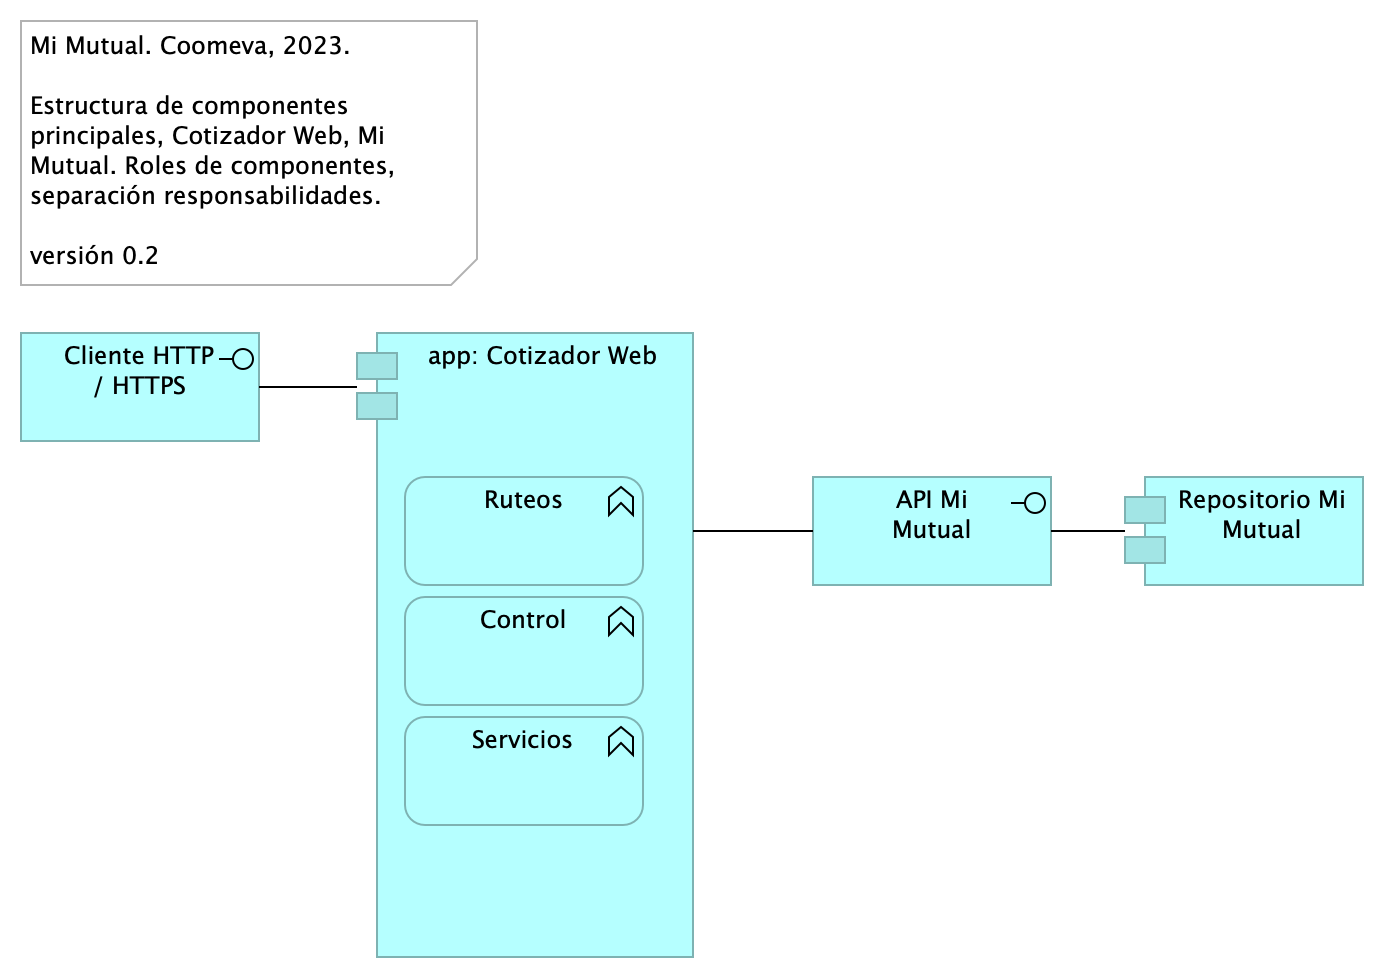 Mi Mutual. Coomeva, 2023.
Estructura de componentes
principales, Cotizador Web, Mi
Mutual. Roles de componentes,
separación responsabilidades.
versión 0.2
Cliente HTTP
/ HTTPS
app: Cotizador Web
Ruteos
Control
Servicios
API Mi
Mutual
Repositorio Mi
Mutual